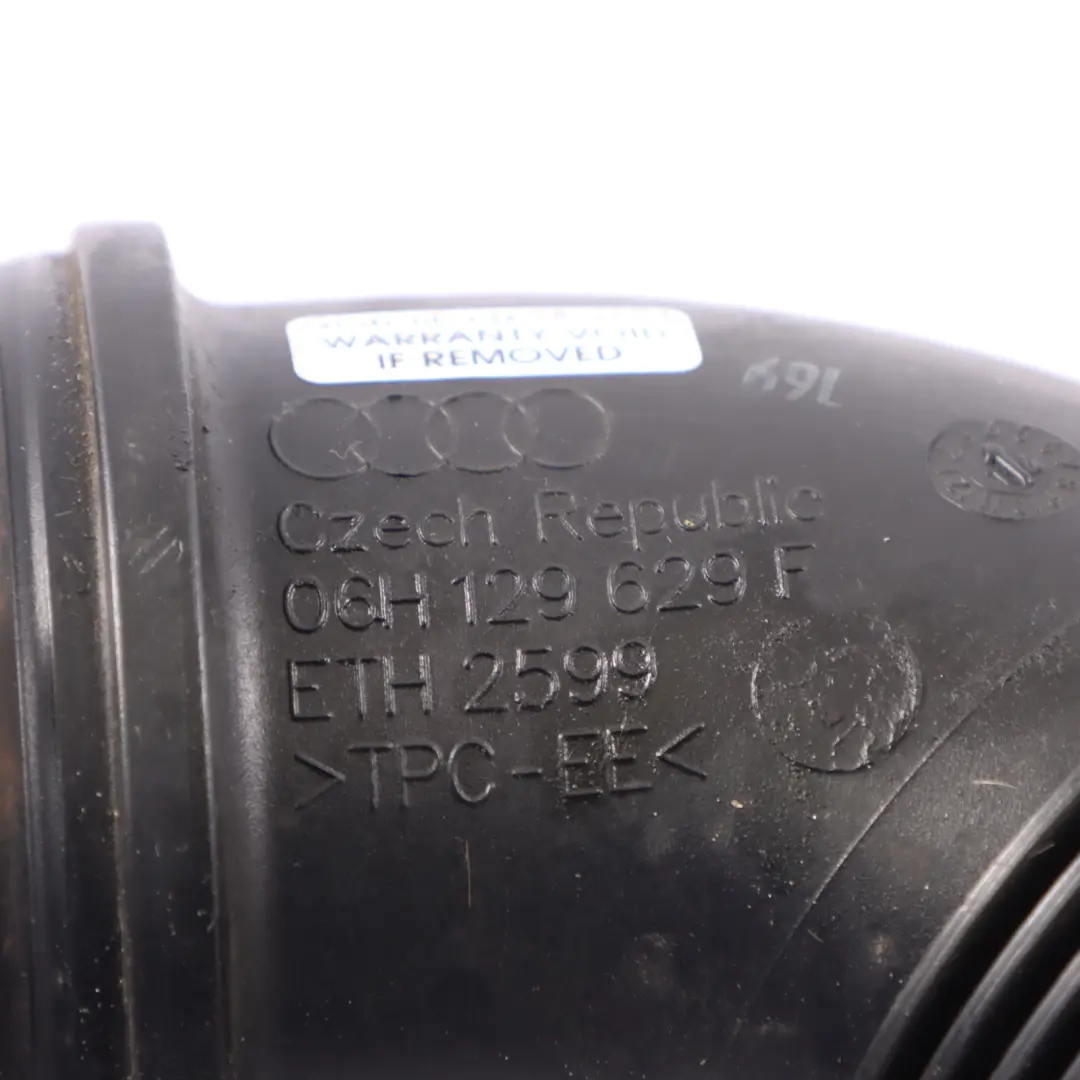 WARRANTY VOID
IF REMOVED
69L
Czech Republic
06H 129 629 F
ETH 2599
>TPC-EE<